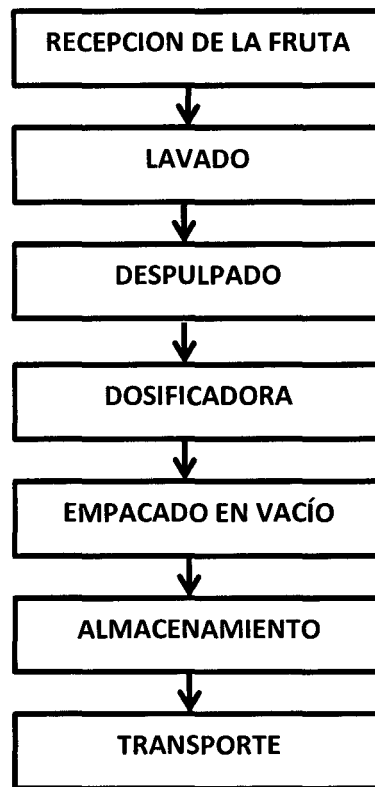 RECEPCION DE LA FRUTA
LAVADO
DESPULPADO
DOSIFICADORA
EMPACADO EN VACÍO
ALMACENAMIENTO
TRANSPORTE